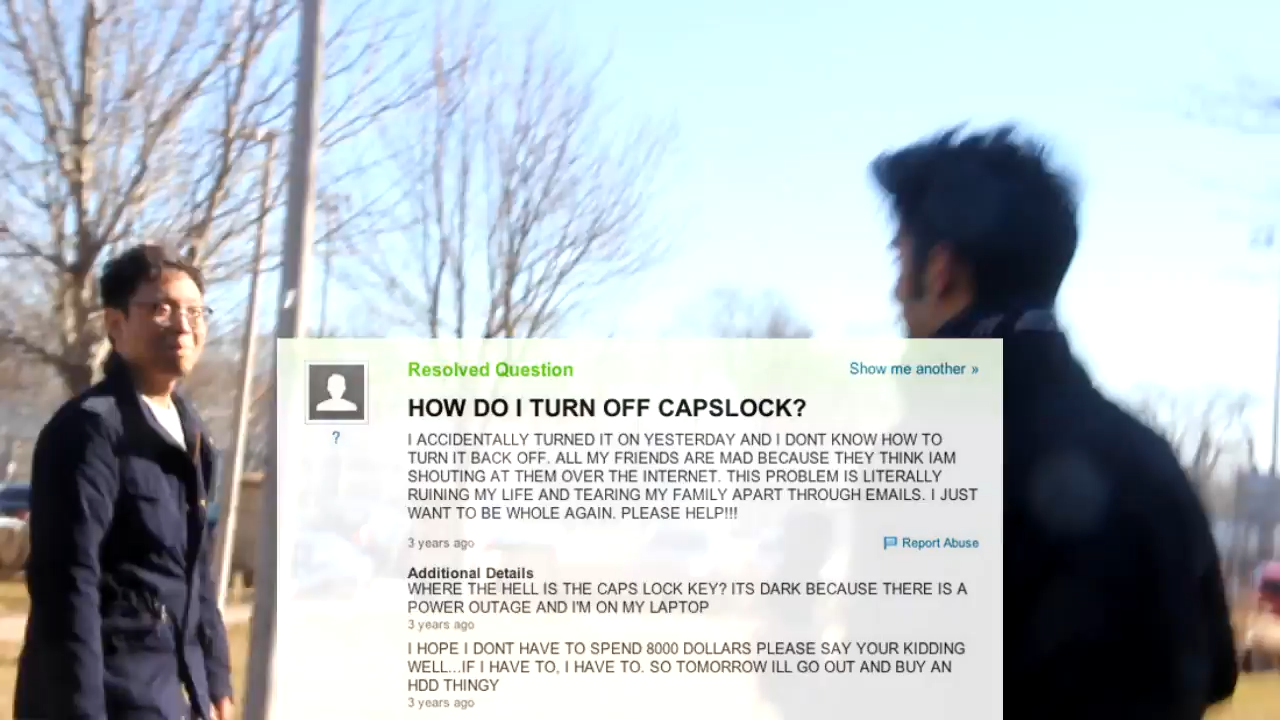 Resolved Question
Show me another »
HOW DO I TURN OFF CAPSLOCK?
?
I ACCIDENTALLY TURNED IT ON YESTERDAY AND I DONT KNOW HOW TO
TURN IT BACK OFF. ALL MY FRIENDS ARE MAD BECAUSE THEY THINK IAM
SHOUTING AT THEM OVER THE INTERNET. THIS PROBLEM IS LITERALLY
RUINING MY LIFE AND TEARING MY FAMILY APART THROUGH EMAILS. I JUST
WANT TO BE WHOLE AGAIN. PLEASE HELP!!!
3 years ago
Report Abuse
Additional Details
WHERE THE HELL IS THE CAPS LOCK KEY? ITS DARK BECAUSE THERE IS A
POWER OUTAGE AND I'M ON MY LAPTOP
3 years ago
I HOPE I DONT HAVE TO SPEND 8000 DOLLARS PLEASE SAY YOUR KIDDING
WELL...IF I HAVE TO, I HAVE TO. SO TOMORROW ILL GO OUT AND BUY AN
HDD THINGY
3 years ago